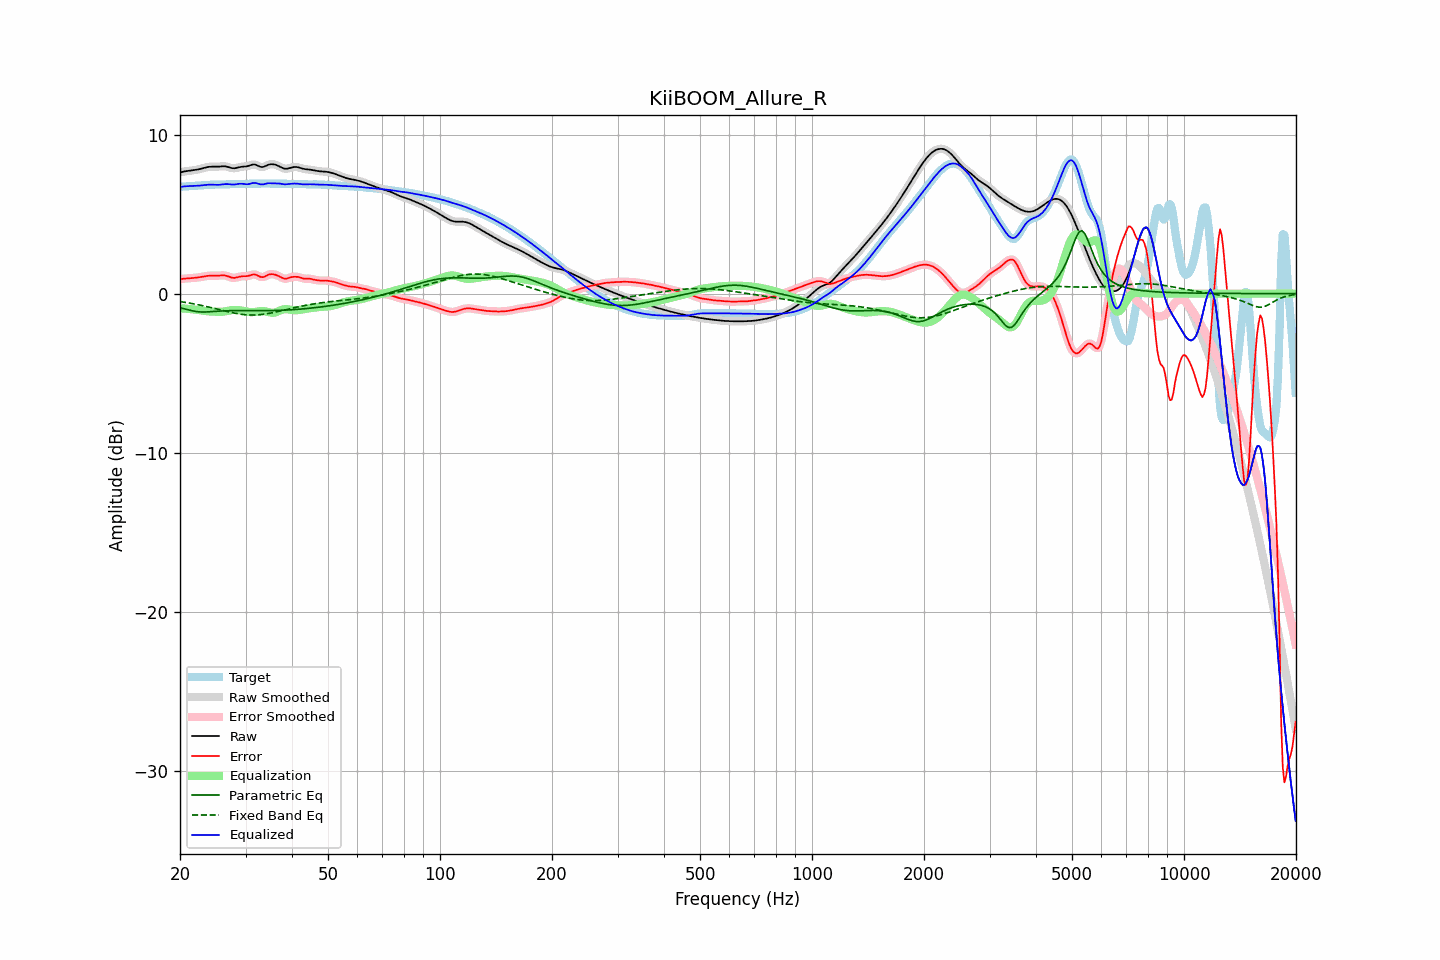 KiiBOOM_Allure_R
10
0
−10
−20
−30
Amplitude (dBr)
Target
Raw Smoothed
Error Smoothed
Raw
Error
Equalization
Parametric Eq
Fixed Band Eq
Equalized
20 50 100 200 500 1000 2000 5000 10000 20000
Frequency (Hz)